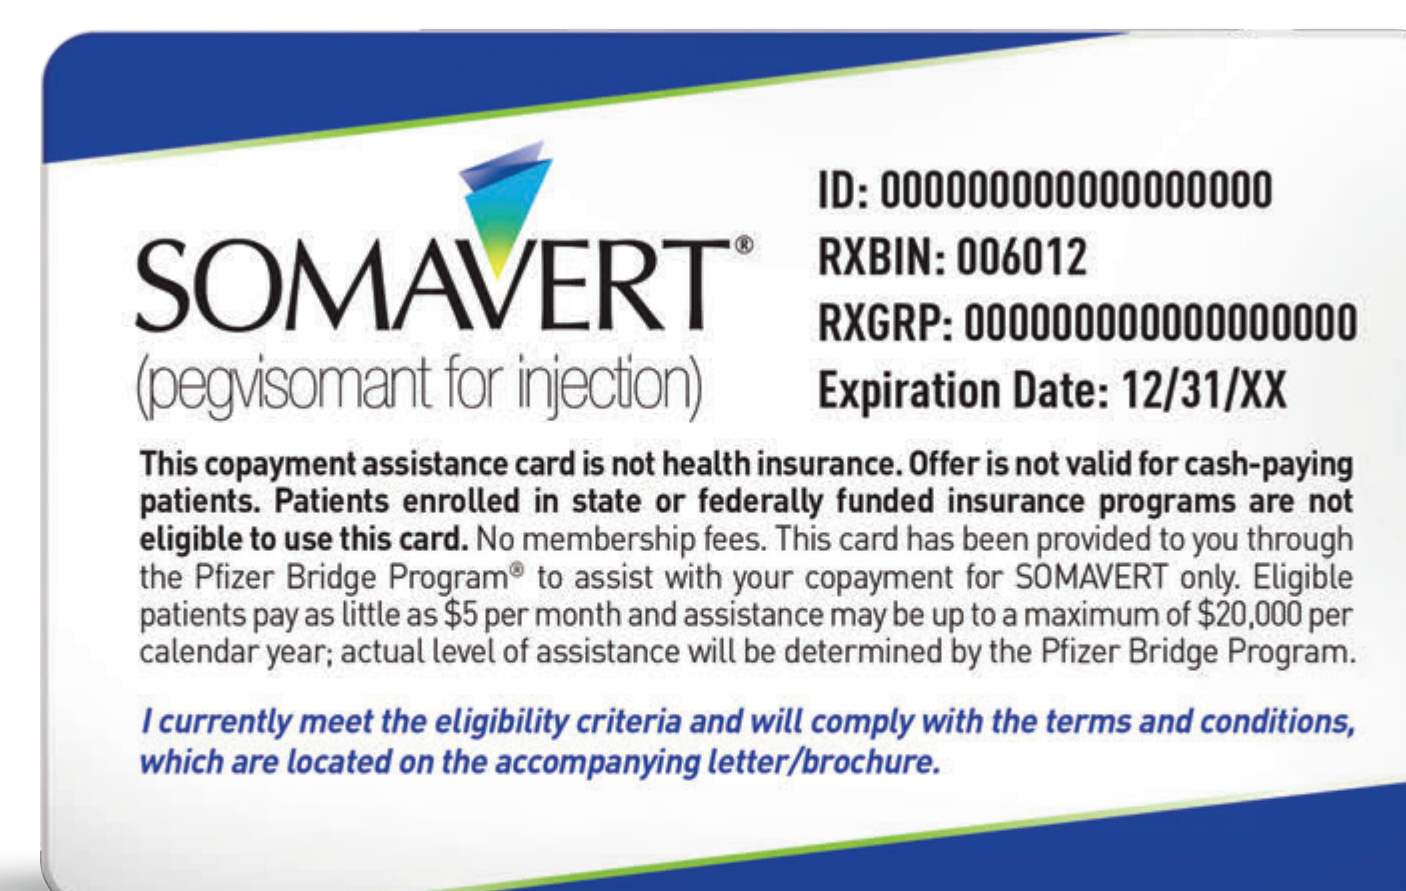 SOMAVERT®
(pegvisomant for injection)
ID: 000000000000000000
RXBIN: 006012
RXGRP: 000000000000000000
Expiration Date: 12/31/XX
This copayment assistance card is not health insurance. Offer is not valid for cash-paying
patients. Patients enrolled in state or federally funded insurance programs are not
eligible to use this card. No membership fees. This card has been provided to you through
the Pfizer Bridge Program® to assist with your copayment for SOMAVERT only. Eligible
patients pay as little as $5 per month and assistance may be up to a maximum of $20,000 per
calendar year; actual level of assistance will be determined by the Pfizer Bridge Program.
I currently meet the eligibility criteria and will comply with the terms and conditions,
which are located on the accompanying letter/brochure.